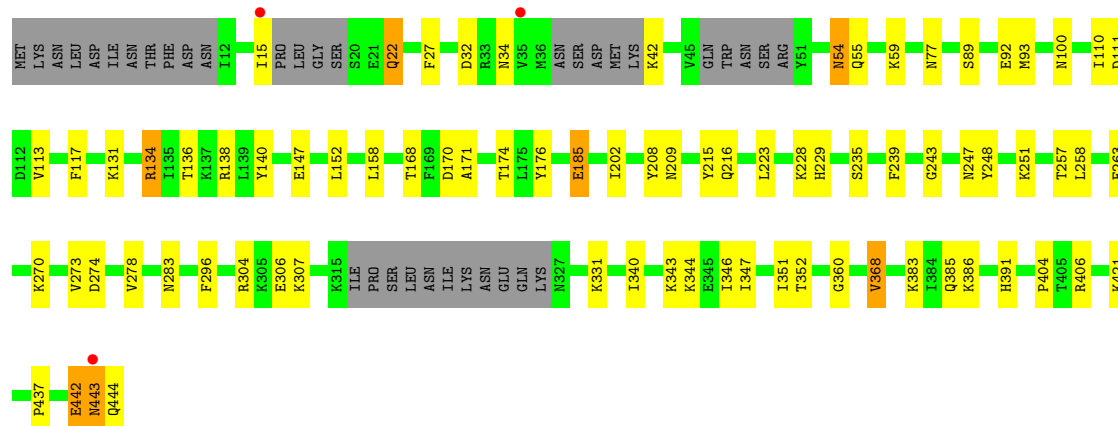 MET LYS ASN LEU ASP ILE ASN THR PHE ASP ASN I12 I15 PRO LEU GLY SER S20 E21 Q22 F27 D32 R33 N34 V35 M36 ASN SER ASP MET LYS K42 V45 GLN TRP ASN SER ARG Y51 N54 Q55 K59 N77 S89 E92 M93 N100 I110 D111
D112 V113 F117 K131 R134 I135 T136 K137 R138 L139 Y140 E147 L152 L158 T168 F169 D170 A171 T174 L175 Y176 E185 I202 Y208 N209 Y215 Q216 L223 K228 H229 S235 F239 G243 N247 Y248 K251 T257 L258
K270 V273 D274 V278 N283 F296 R304 K305 E306 K307 K315 ILE PRO SER LEU ASN ILE LYS ASN GLU GLN LYS N327 K331 I340 K343 K344 E345 I346 I347 I351 T352 G360 V368 K383 I384 Q385 K386 H391 P404 T405 R406
P437 E442 N443 Q444